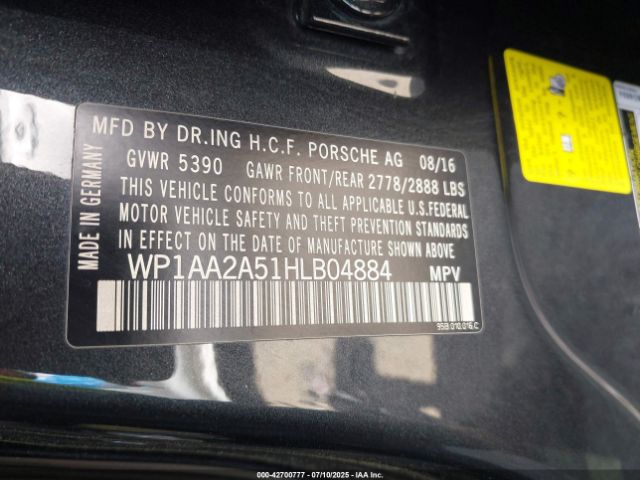 MFD BY DR.ING H.C.F. PORSCHE AG 08/16
GVWR 5390 GAWR FRONT/REAR 2778/2888 LBS
THIS VEHICLE CONFORMS TO ALL APPLICABLE U.S.FEDERAL
MOTOR VEHICLE SAFETY AND THEFT PREVENTION STANDARDS
IN EFFECT ON THE DATE OF MANUFACTURE SHOWN ABOVE
WP1AA2A51HLB04884 MPV
95B.010.016.C
MADE IN GERMANY
000-42700777 | 07/10/2025 | IAAI.com